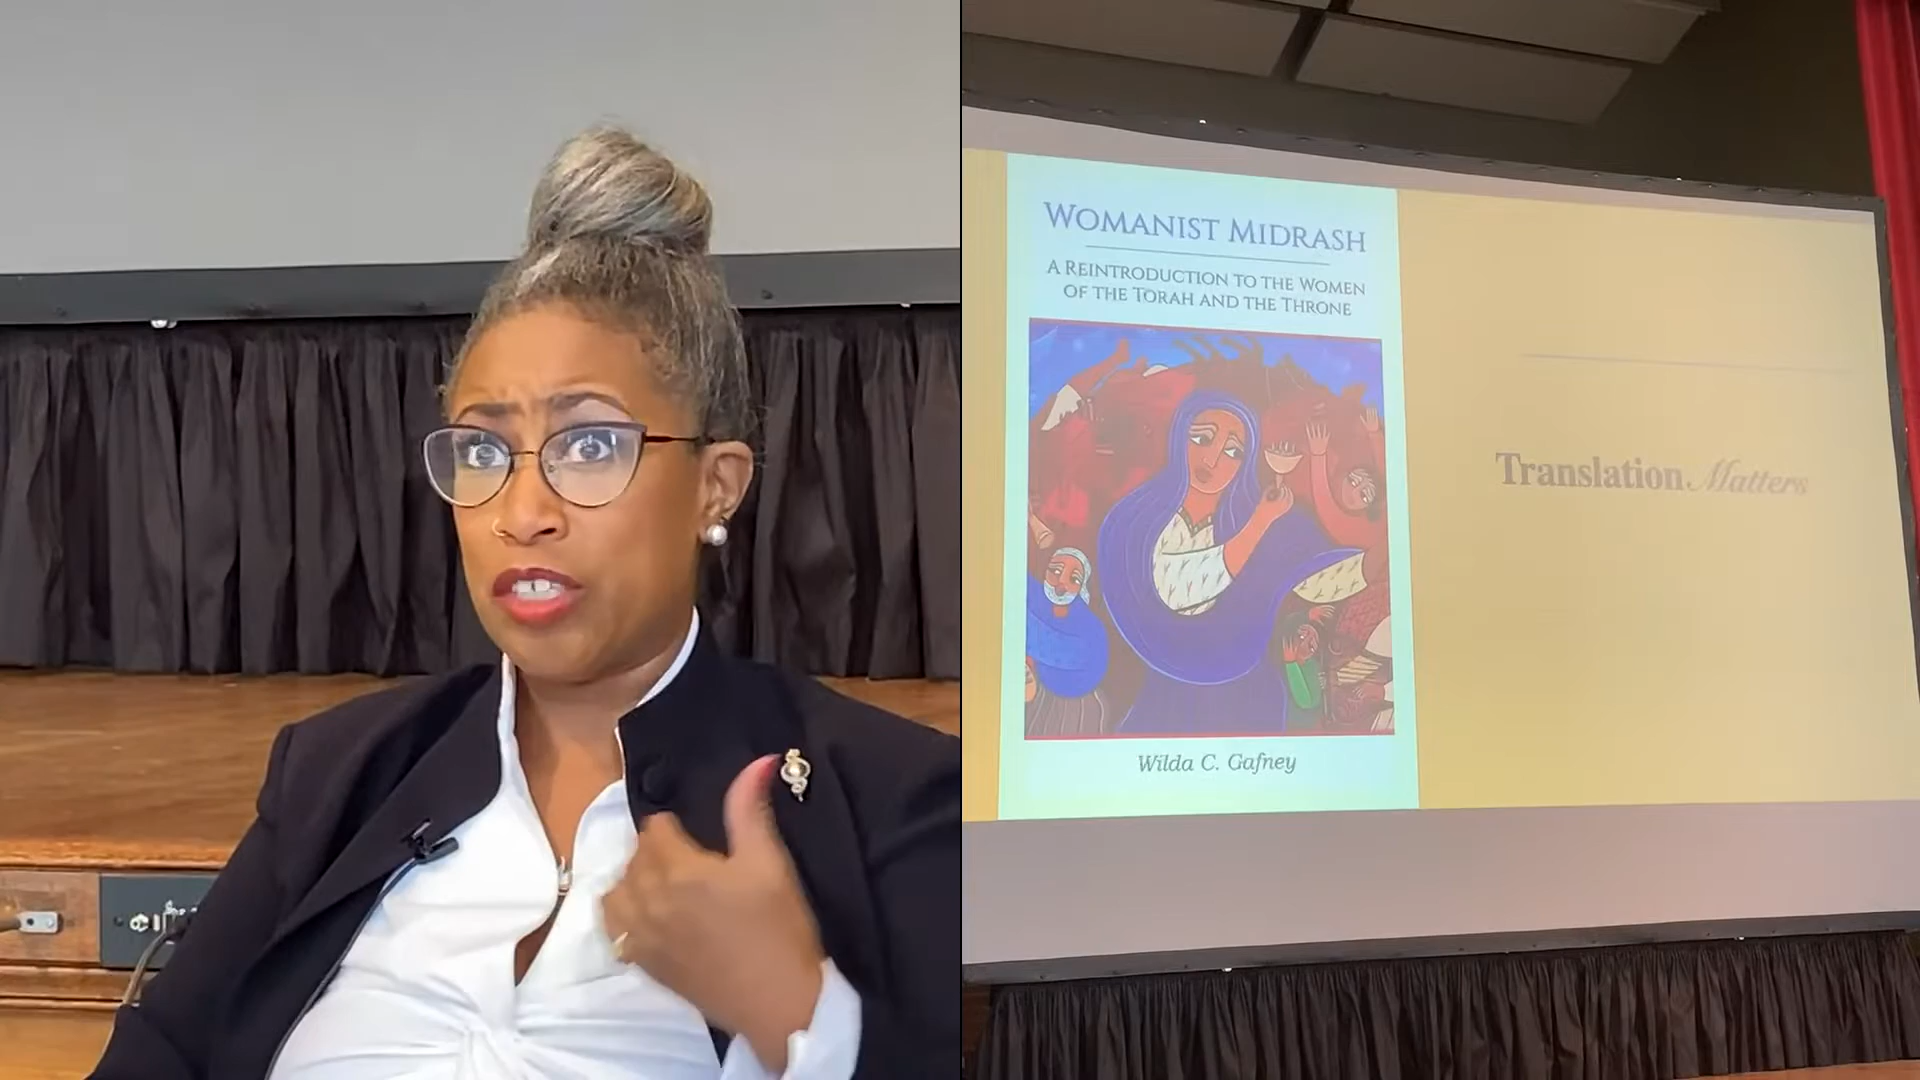 WOMANIST MIDRASH
A REINTRODUCTION TO THE WOMEN
OF THE TORAH AND THE THRONE
Wilda C. Gafney
Translation Matters